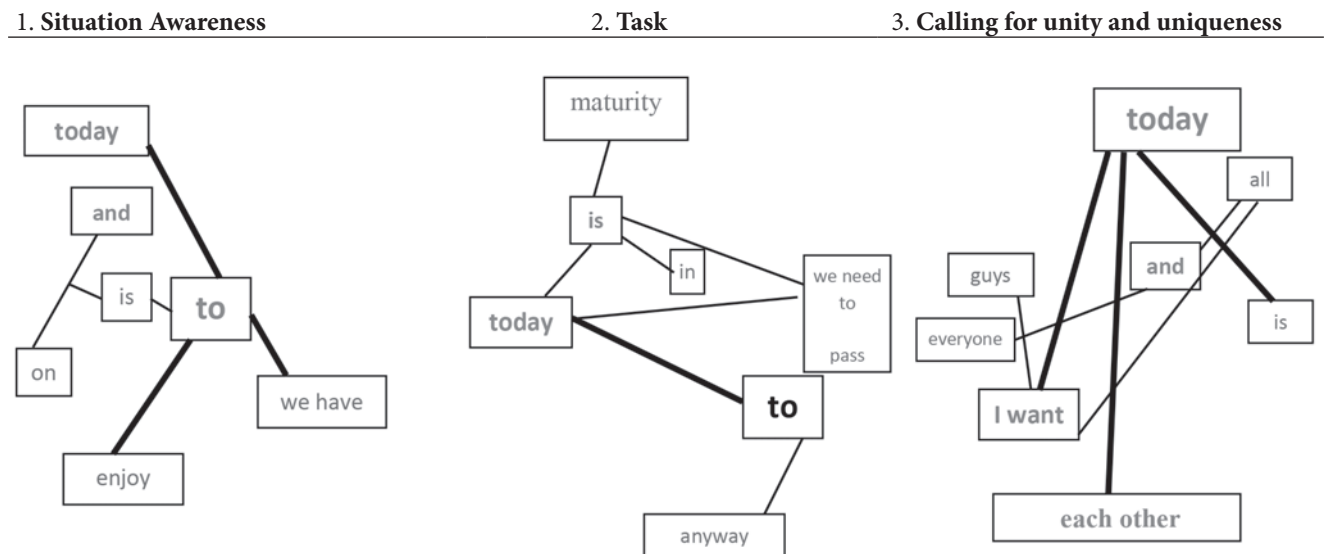 1. Situation Awareness
2. Task
3. Calling for unity and uniqueness
today
and
is
to
on
we have
enjoy
maturity
is
in
we need
to
pass
today
to
anyway
today
all
and
guys
is
everyone
I want
each other